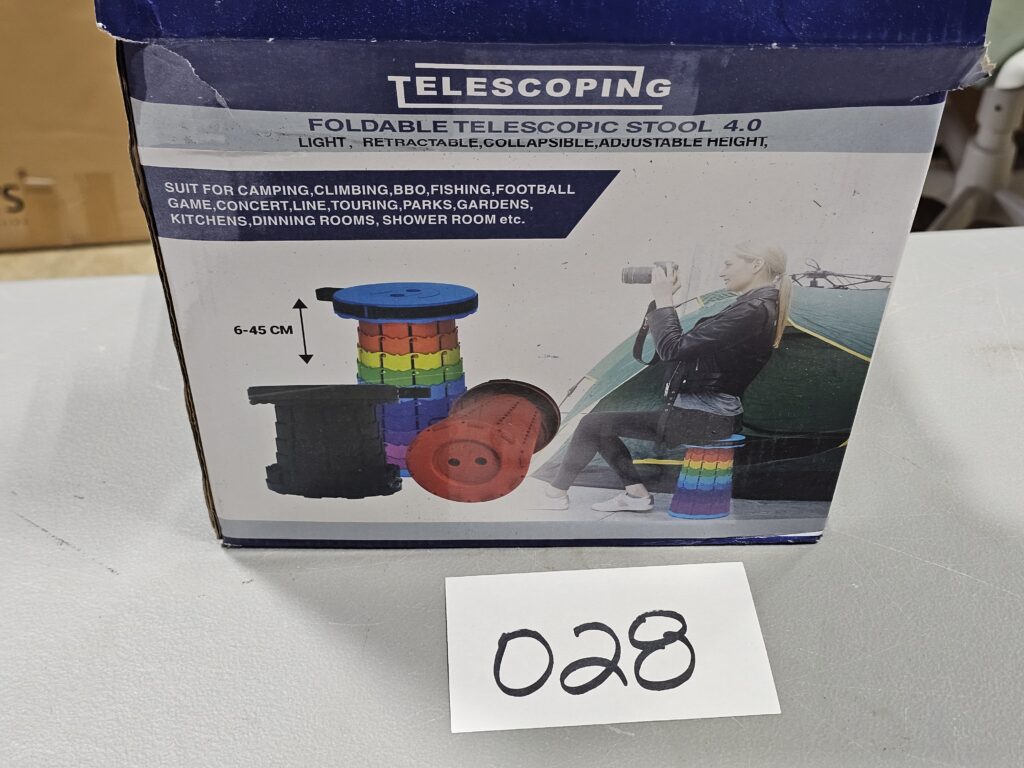 TELESCOPING
FOLDABLE TELESCOPIC STOOL 4.0
LIGHT, RETRACTABLE,COLLAPSIBLE,ADJUSTABLE HEIGHT,
SUIT FOR CAMPING,CLIMBING,BBO,FISHING,FOOTBALL
GAME,CONCERT,LINE,TOURING,PARKS,GARDENS,
KITCHENS,DINNING ROOMS, SHOWER ROOM etc.
6-45 CM
028